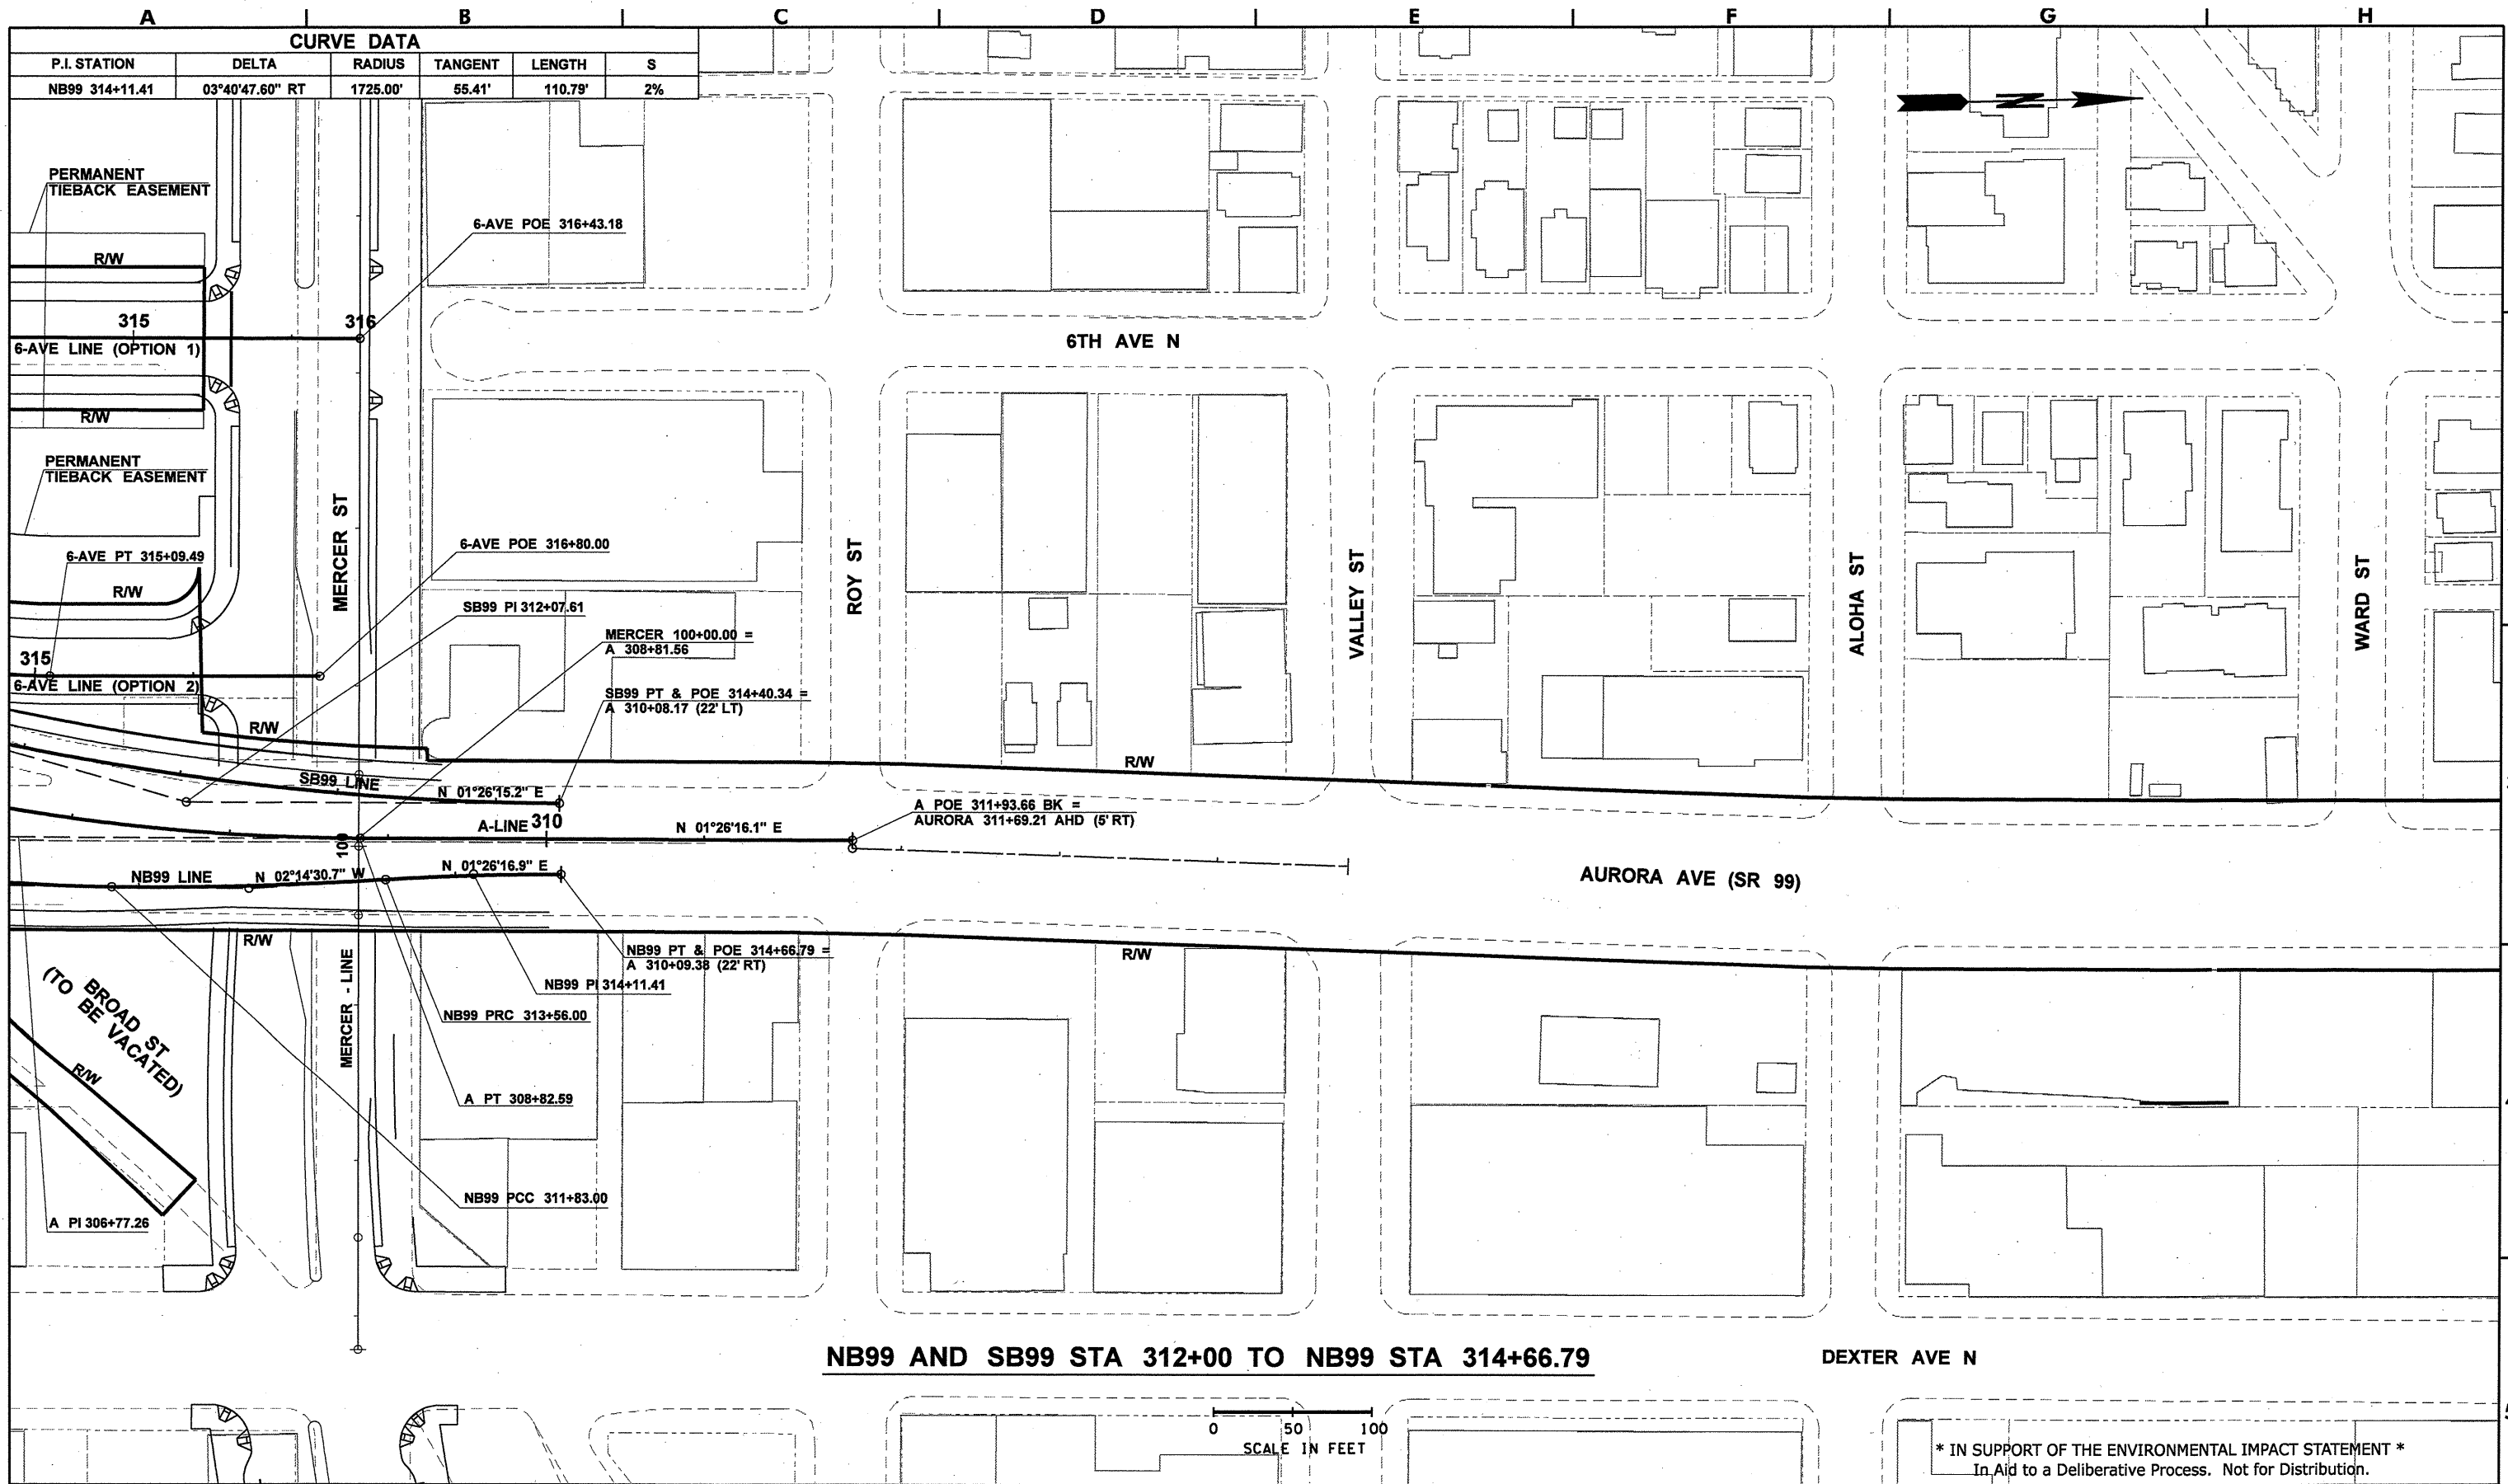 A B C D E F G H
CURVE DATA
P.I. STATION DELTA RADIUS TANGENT LENGTH S
NB99 314+11.41 03°40'47.60" RT 1725.00' 55.41' 110.79' 2%
PERMANENT
TIEBACK EASEMENT
R/W
6-AVE POE 316+43.18
315
316
6-AVE LINE (OPTION 1)
6TH AVE N
R/W
PERMANENT
TIEBACK EASEMENT
MERCER ST
6-AVE POE 316+80.00
6-AVE PT 315+09.49
R/W
ROY ST
VALLEY ST
ALOHA ST
WARD ST
SB99 PI 312+07.61
MERCER 100+00.00 =
A 308+81.56
315
6-AVE LINE (OPTION 2)
SB99 PT & POE 314+40.34 =
A 310+08.17 (22' LT)
R/W
R/W
SB99 LINE
N 01°26'15.2" E
A POE 311+93.66 BK =
AURORA 311+69.21 AHD (5' RT)
A-LINE
310
N 01°26'16.1" E
100
NB99 LINE
N 02°14'30.7" W
N 01°26'16.9" E
AURORA AVE (SR 99)
R/W
R/W
NB99 PT & POE 314+66.79 =
A 310+09.38 (22' RT)
NB99 PI 314+11.41
BROAD ST
(TO BE VACATED)
R/W
MERCER - LINE
NB99 PRC 313+56.00
A PT 308+82.59
NB99 PCC 311+83.00
A PI 306+77.26
NB99 AND SB99 STA 312+00 TO NB99 STA 314+66.79
DEXTER AVE N
0 50 100
SCALE IN FEET
* IN SUPPORT OF THE ENVIRONMENTAL IMPACT STATEMENT *
In Aid to a Deliberative Process. Not for Distribution.